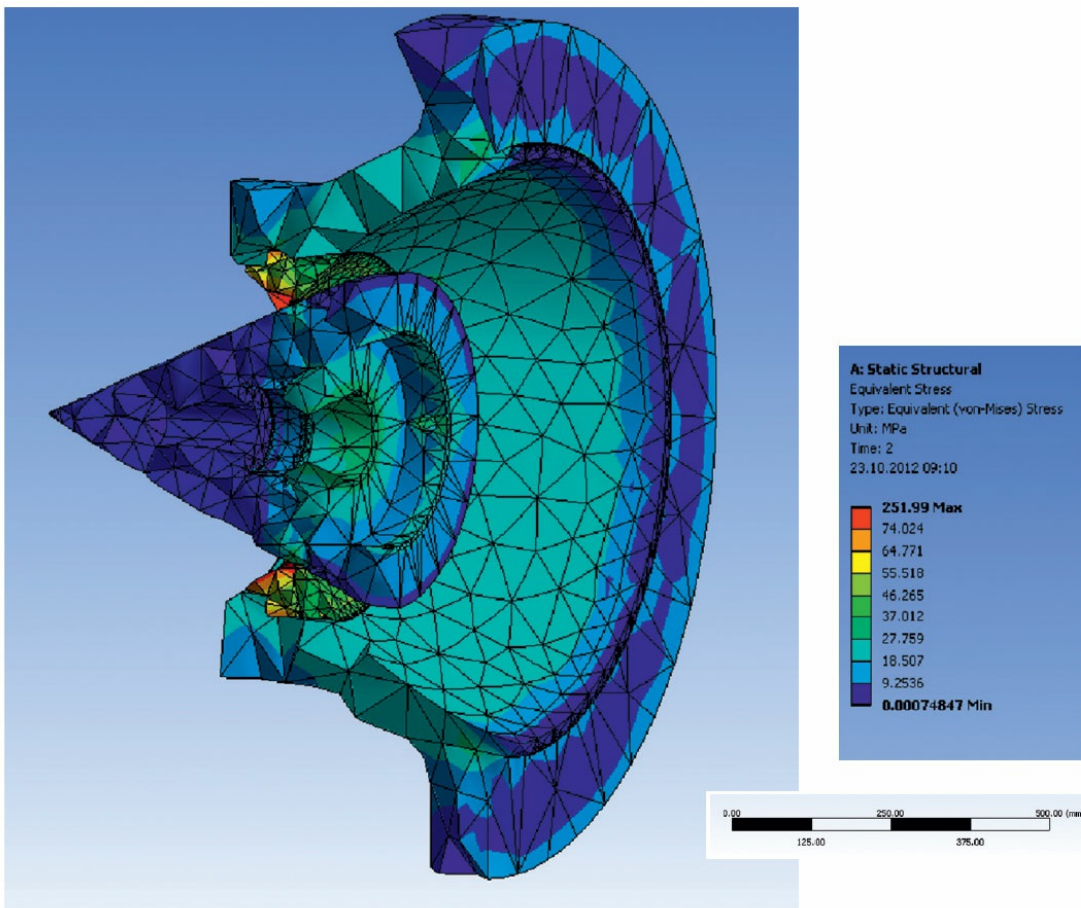 A: Static Structural
Equivalent Stress
Type: Equivalent (von-Mises) Stress
Unit: MPa
Time: 2
23.10.2012 09:10
251.99 Max
74.024
64.771
55.518
46.265
37.012
27.759
18.507
9.2536
0.00074847 Min
0.00 250.00 500.00 (mm
125.00 375.00